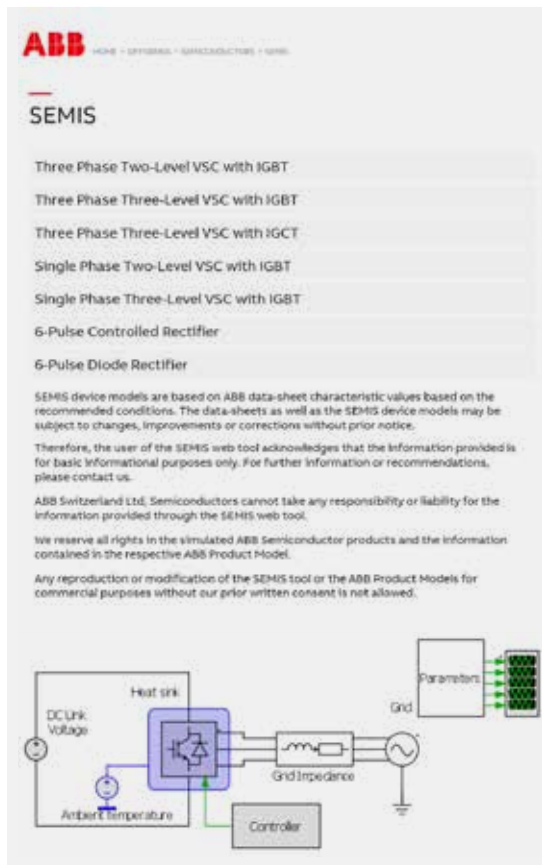 ABB
HOME > OFFERINGS > SEMICONDUCTORS > SEMIS
SEMIS
Three Phase Two-Level VSC with IGBT
Three Phase Three-Level VSC with IGBT
Three Phase Three-Level VSC with IGCT
Single Phase Two-Level VSC with IGBT
Single Phase Three-Level VSC with IGBT
6-Pulse Controlled Rectifier
6-Pulse Diode Rectifier
SEMIS device models are based on ABB data-sheet characteristic values based on the
recommended conditions. The data-sheets as well as the SEMIS device models may be
subject to changes, improvements or corrections without prior notice.
Therefore, the user of the SEMIS web tool acknowledges that the information provided is
for basic informational purposes only. For further information or recommendations,
please contact us.
ABB Switzerland Ltd, Semiconductors cannot take any responsibility or liability for the
information provided through the SEMIS web tool.
We reserve all rights in the simulated ABB Semiconductor products and the information
contained in the respective ABB Product Model.
Any reproduction or modification of the SEMIS tool or the ABB Product Models for
commercial purposes without our prior written consent is not allowed.
Parameters
Heat sink
Grid
DC Link
Voltage
Grid Impedance
Ambient temperature
Controller